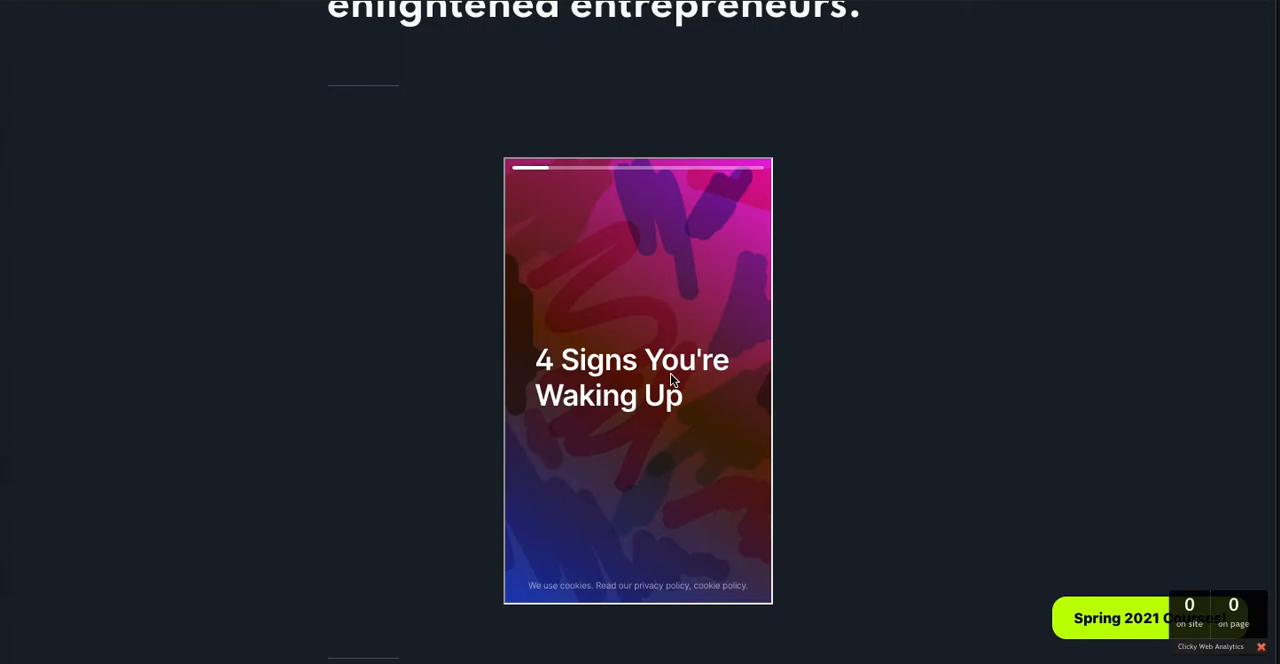 enlightened entrepreneurs.
4 Signs You're
Waking Up
We use cookies. Read our privacy policy, cookie policy.
Spring 2021 Courses!
0 0
on site on page
Clicky Web Analytics